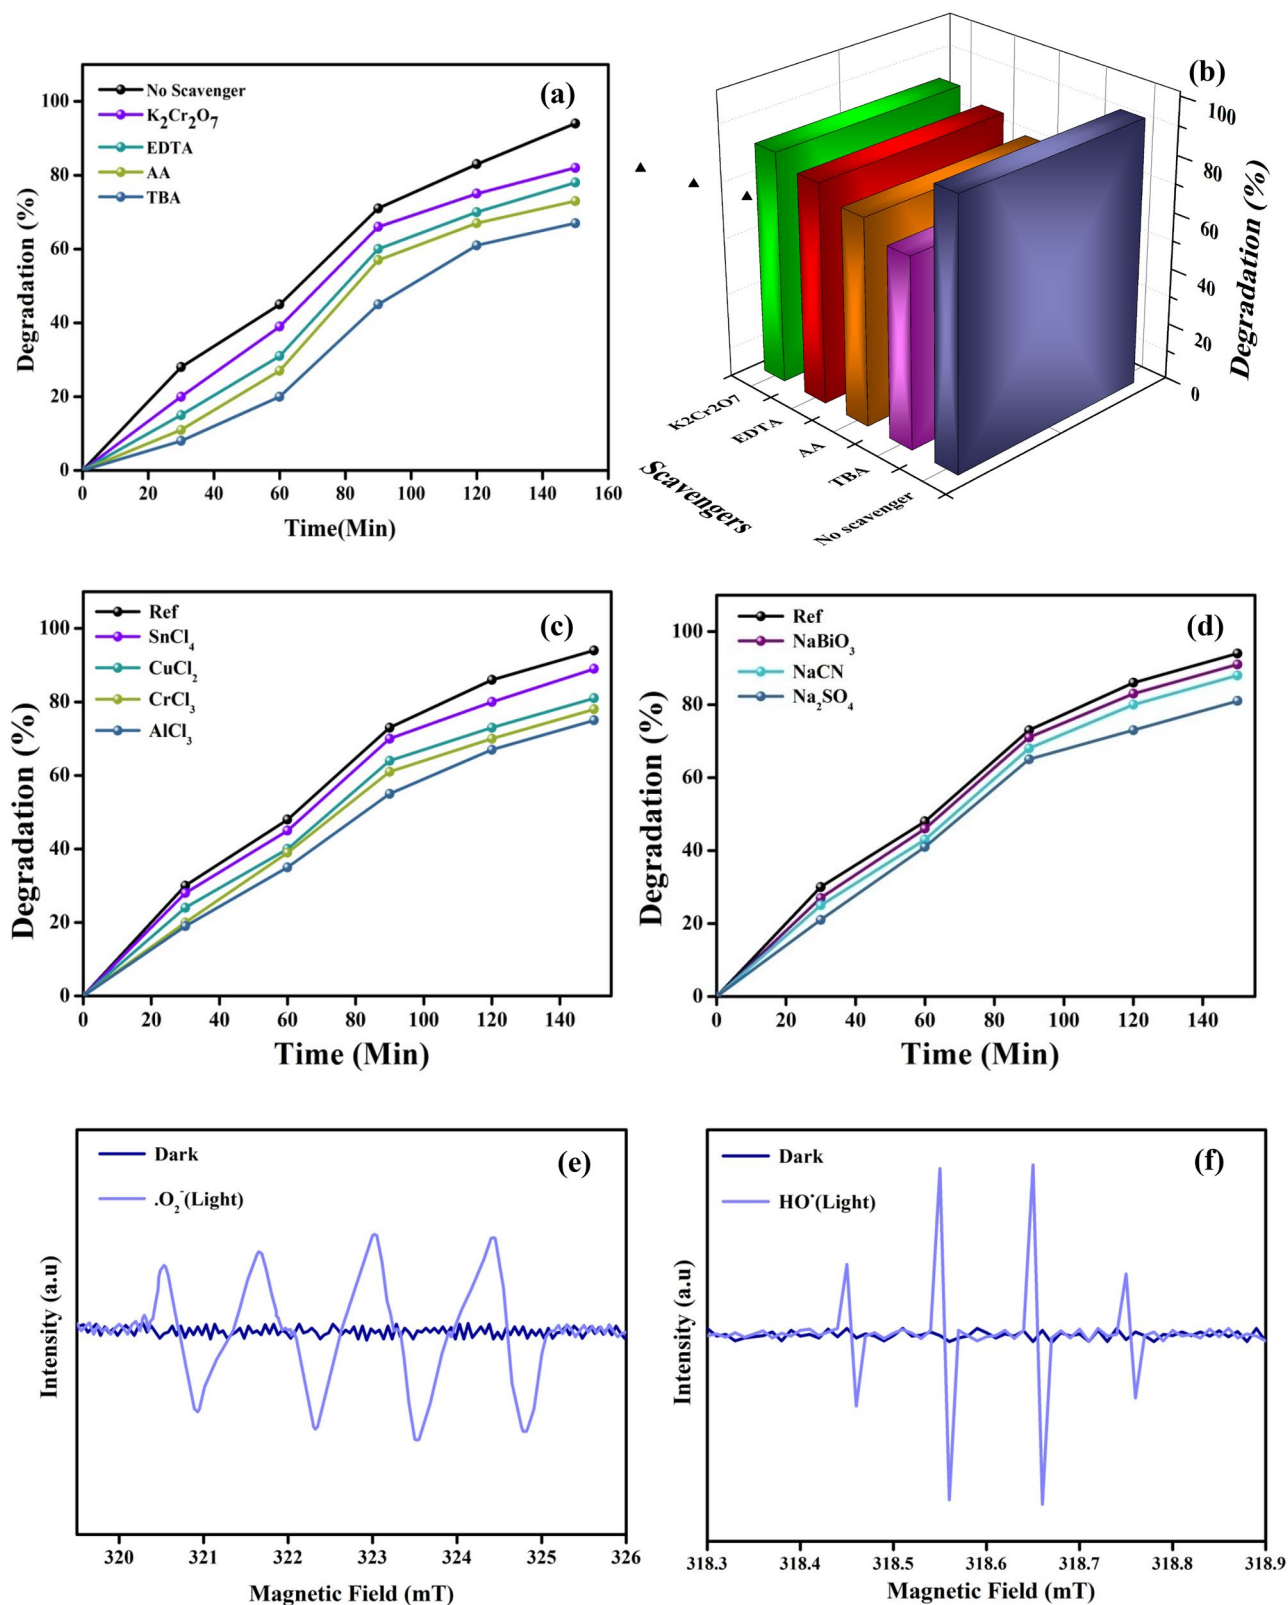 (a)
No Scavenger
K2Cr2O7
EDTA
AA
TBA
Degradation (%)
100
80
60
40
20
0
0 20 40 60 80 100 120 140 160
Time(Min)
(b)
100
80
60
40
20
0
Degradation (%)
K2Cr2O7
EDTA
AA
TBA
No scavenger
Scavengers
(c)
Ref
SnCl4
CuCl2
CrCl3
AlCl3
Degradation (%)
100
80
60
40
20
0
0 20 40 60 80 100 120 140
Time (Min)
(d)
Ref
NaBiO3
NaCN
Na2SO4
Degradation (%)
100
80
60
40
20
0
0 20 40 60 80 100 120 140
Time (Min)
(e)
Dark
.O2-(Light)
Intensity (a.u)
320 321 322 323 324 325 326
Magnetic Field (mT)
(f)
Dark
HO•(Light)
Intensity (a.u)
318.3 318.4 318.5 318.6 318.7 318.8 318.9
Magnetic Field (mT)